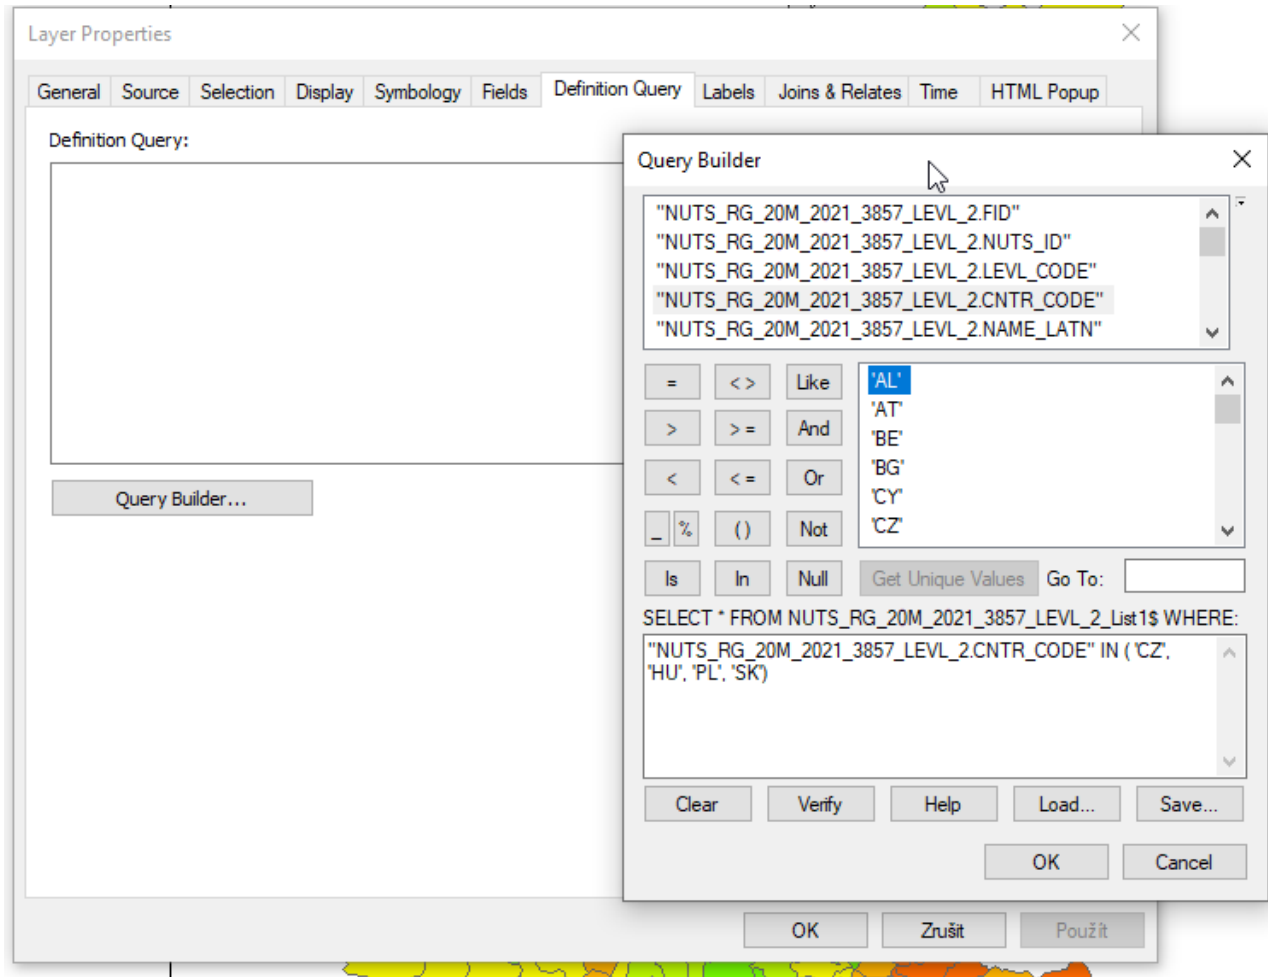 Layer Properties
General Source Selection Display Symbology Fields Definition Query Labels Joins & Relates Time HTML Popup
Definition Query:
Query Builder...
Query Builder
"NUTS_RG_20M_2021_3857_LEVL_2.FID"
"NUTS_RG_20M_2021_3857_LEVL_2.NUTS_ID"
"NUTS_RG_20M_2021_3857_LEVL_2.LEVL_CODE"
"NUTS_RG_20M_2021_3857_LEVL_2.CNTR_CODE"
"NUTS_RG_20M_2021_3857_LEVL_2.NAME_LATN"
= < > Like
> > = And
< < = Or
_ % ( ) Not
Is In Null
'AL'
'AT'
'BE'
'BG'
'CY'
'CZ'
Get Unique Values Go To:
SELECT * FROM NUTS_RG_20M_2021_3857_LEVL_2_List1$ WHERE:
"NUTS_RG_20M_2021_3857_LEVL_2.CNTR_CODE" IN ( 'CZ',
'HU', 'PL', 'SK')
Clear Verify Help Load... Save...
OK Cancel
OK Zrušit Použít